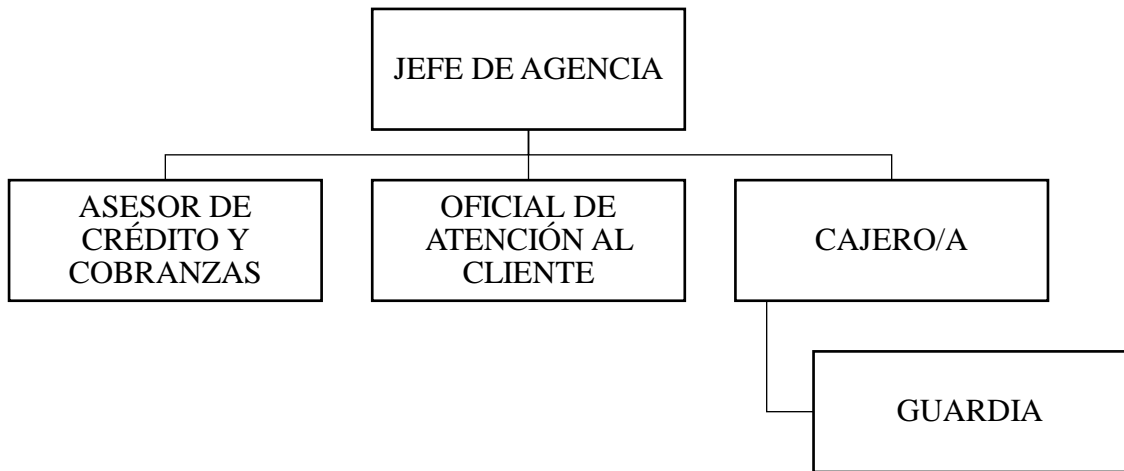 JEFE DE AGENCIA
ASESOR DE
CRÉDITO Y
COBRANZAS
OFICIAL DE
ATENCIÓN AL
CLIENTE
CAJERO/A
GUARDIA